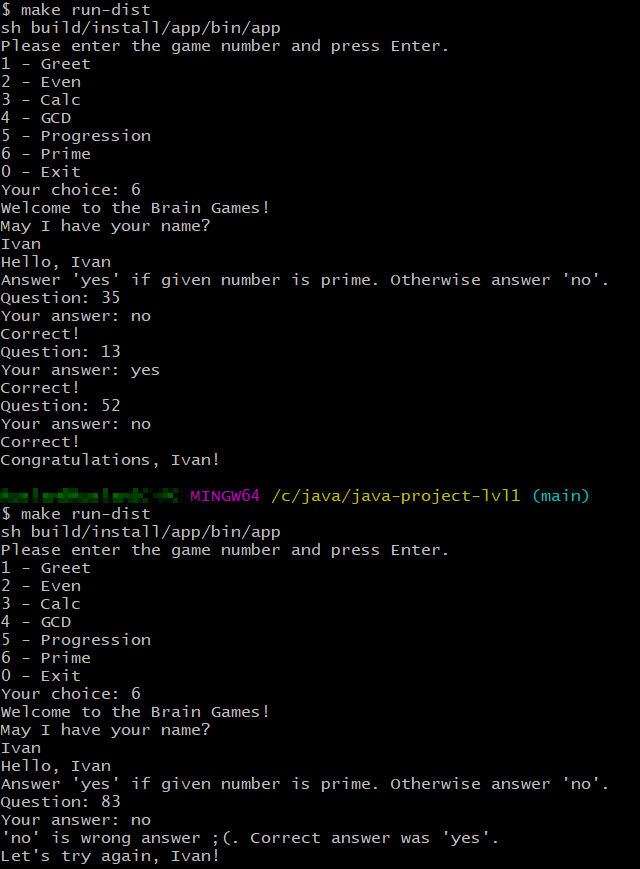 $ make run-dist
sh build/install/app/bin/app
Please enter the game number and press Enter.
1 - Greet
2 - Even
3 - Calc
4 - GCD
5 - Progression
6 - Prime
0 - Exit
Your choice: 6
Welcome to the Brain Games!
May I have your name?
Ivan
Hello, Ivan
Answer 'yes' if given number is prime. Otherwise answer 'no'.
Question: 35
Your answer: no
Correct!
Question: 13
Your answer: yes
Correct!
Question: 52
Your answer: no
Correct!
Congratulations, Ivan!
MINGW64 /c/java/java-project-lvl1 (main)
$ make run-dist
sh build/install/app/bin/app
Please enter the game number and press Enter.
1 - Greet
2 - Even
3 - Calc
4 - GCD
5 - Progression
6 - Prime
0 - Exit
Your choice: 6
Welcome to the Brain Games!
May I have your name?
Ivan
Hello, Ivan
Answer 'yes' if given number is prime. Otherwise answer 'no'.
Question: 83
Your answer: no
'no' is wrong answer ;(. Correct answer was 'yes'.
Let's try again, Ivan!